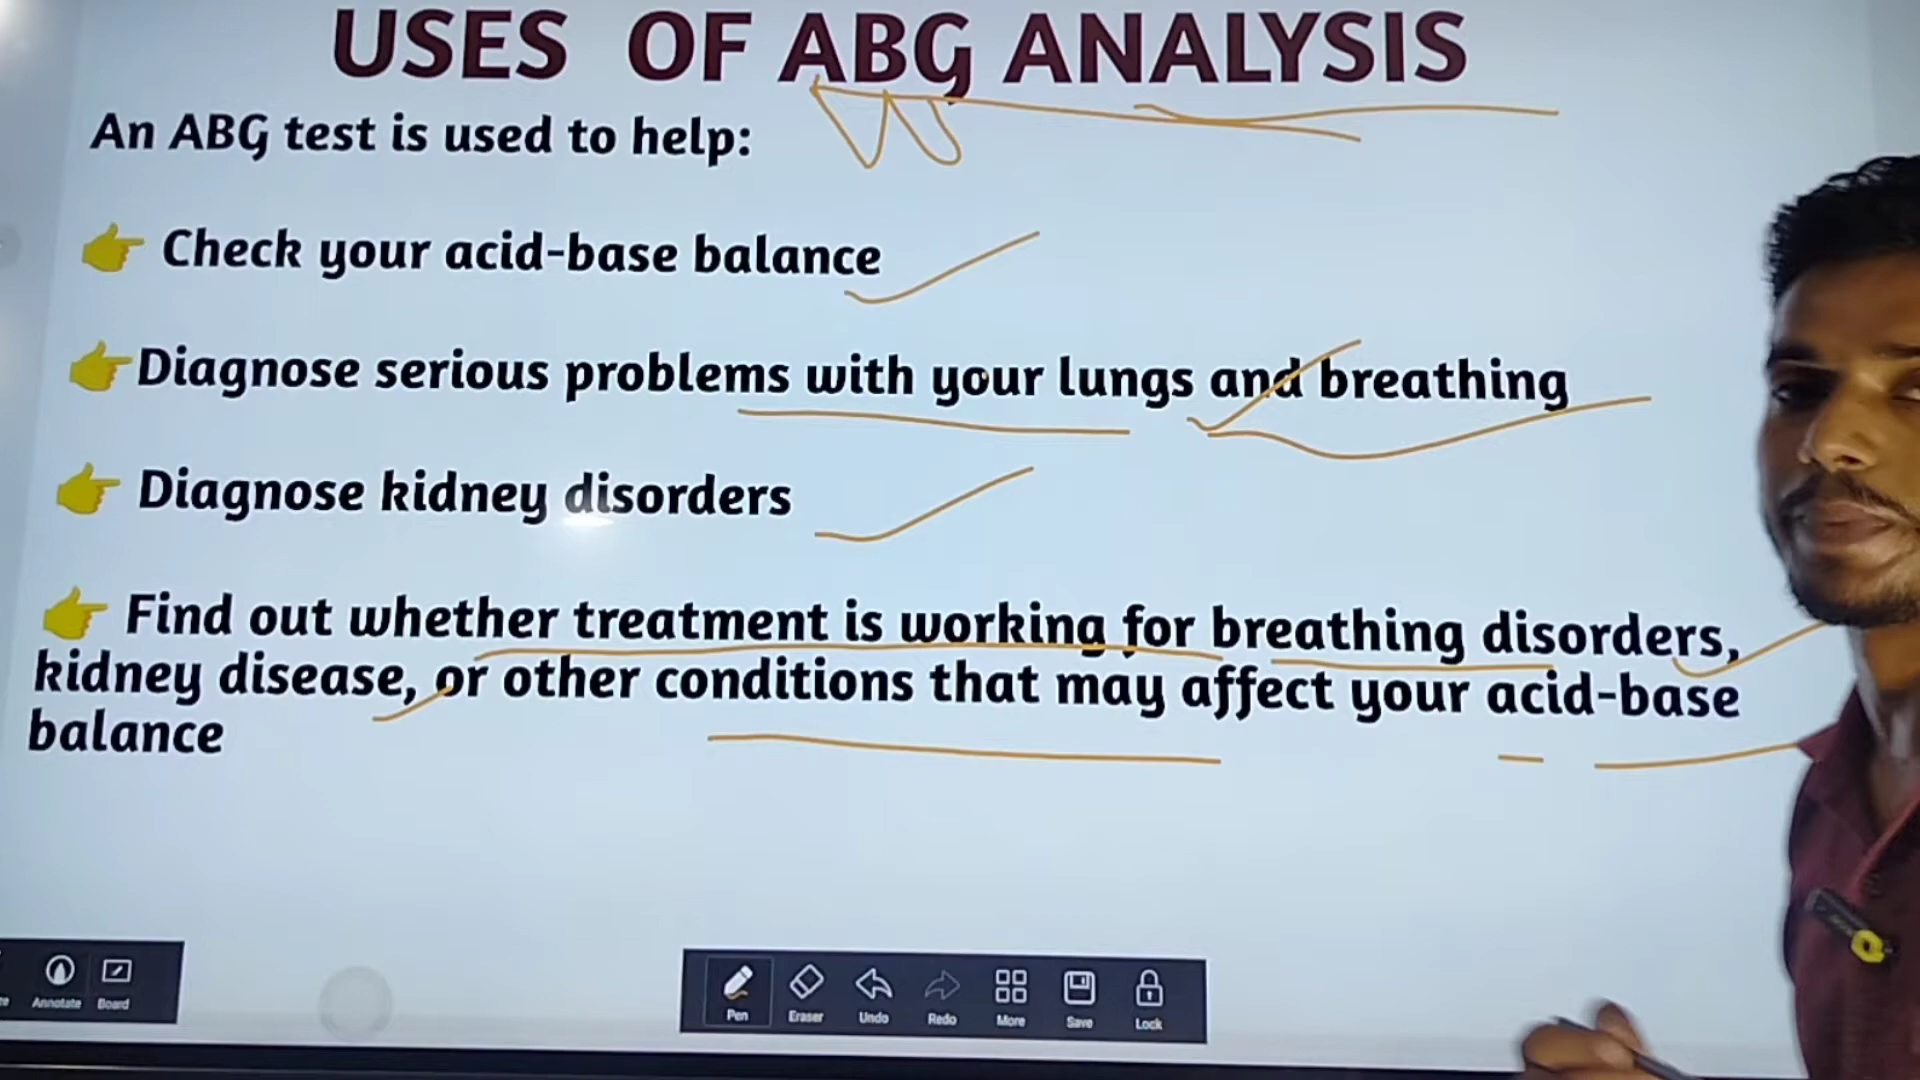 USES OF ABG ANALYSIS
An ABG test is used to help:
👉 Check your acid-base balance
👉 Diagnose serious problems with your lungs and breathing
👉 Diagnose kidney disorders
👉 Find out whether treatment is working for breathing disorders,
kidney disease, or other conditions that may affect your acid-base
balance
Annotate Board
Pen Eraser Undo Redo More Save Lock